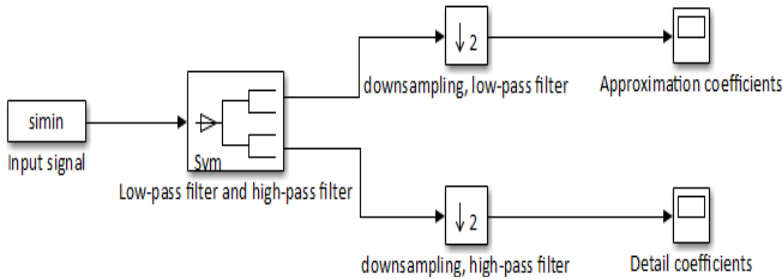 ↓ 2
downsampling, low-pass filter
Approximation coefficients
simin
Input signal
Sym
Low-pass filter and high-pass filter
↓ 2
downsampling, high-pass filter
Detail coefficients